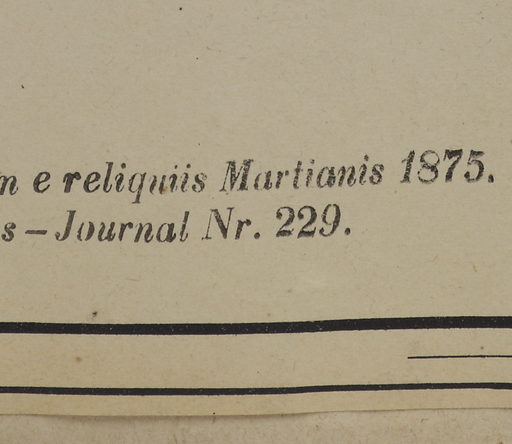 m e reliquiis Martianis 1875.
s – Journal Nr. 229.